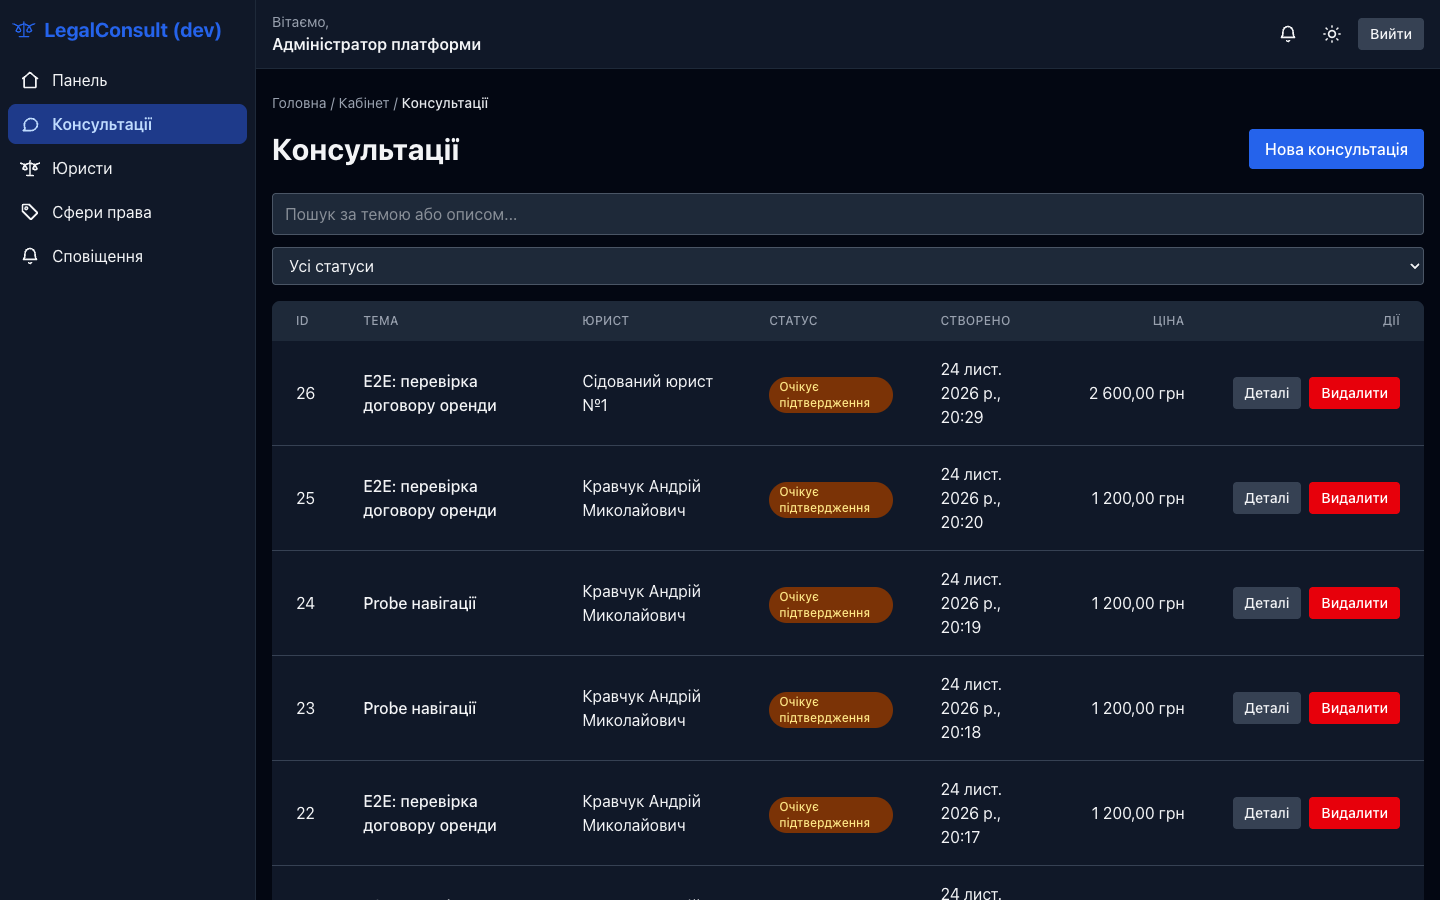 LegalConsult (dev)
Панель
Консультації
Юристи
Сфери права
Сповіщення
Вітаємо,
Адміністратор платформи
Вийти
Головна / Кабінет / Консультації
Консультації
Нова консультація
Пошук за темою або описом...
Усі статуси
ID ТЕМА ЮРИСТ СТАТУС СТВОРЕНО ЦІНА ДІЇ
26
E2E: перевірка
договору оренди
Сідований юрист
№1
Очікує
підтвердження
24 лист.
2026 р.,
20:29
2 600,00 грн
Деталі
Видалити
25
E2E: перевірка
договору оренди
Кравчук Андрій
Миколайович
Очікує
підтвердження
24 лист.
2026 р.,
20:20
1 200,00 грн
Деталі
Видалити
24
Probe навігації
Кравчук Андрій
Миколайович
Очікує
підтвердження
24 лист.
2026 р.,
20:19
1 200,00 грн
Деталі
Видалити
23
Probe навігації
Кравчук Андрій
Миколайович
Очікує
підтвердження
24 лист.
2026 р.,
20:18
1 200,00 грн
Деталі
Видалити
22
E2E: перевірка
договору оренди
Кравчук Андрій
Миколайович
Очікує
підтвердження
24 лист.
2026 р.,
20:17
1 200,00 грн
Деталі
Видалити
24 лист.